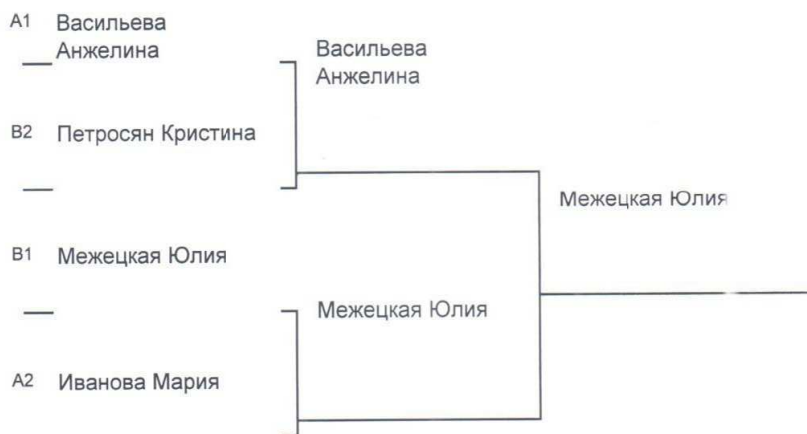 A1 Васильева
Анжелина
Васильева
Анжелина
B2 Петросян Кристина
Межецкая Юлия
B1 Межецкая Юлия
Межецкая Юлия
A2 Иванова Мария